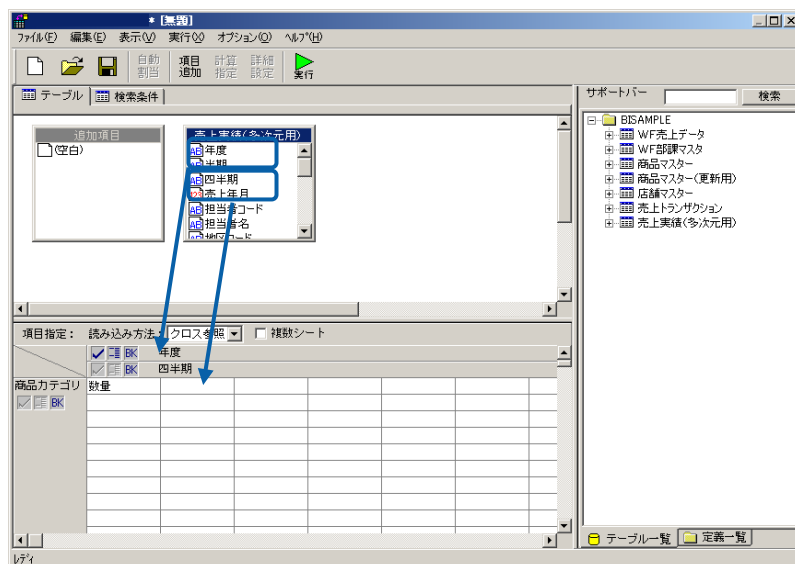 * [無題]
ファイル(F) 編集(E) 表示(V) 実行(X) オプション(O) ヘルプ(H)
自動割当 項目追加 計算指定 詳細設定 実行
テーブル 検索条件
サポートバー 検索
追加項目
(空白)
売上実績(多次元用)
年度
半期
四半期
売上年月
担当者コード
担当者名
地区コード
BISAMPLE
WF売上データ
WF部課マスタ
商品マスター
商品マスター(更新用)
店舗マスター
売上トランザクション
売上実績(多次元用)
項目指定: 読み込み方法: クロス参照 複数シート
BK 年度
BK 四半期
商品カテゴリ 数量
BK
テーブル一覧 定義一覧
レディ